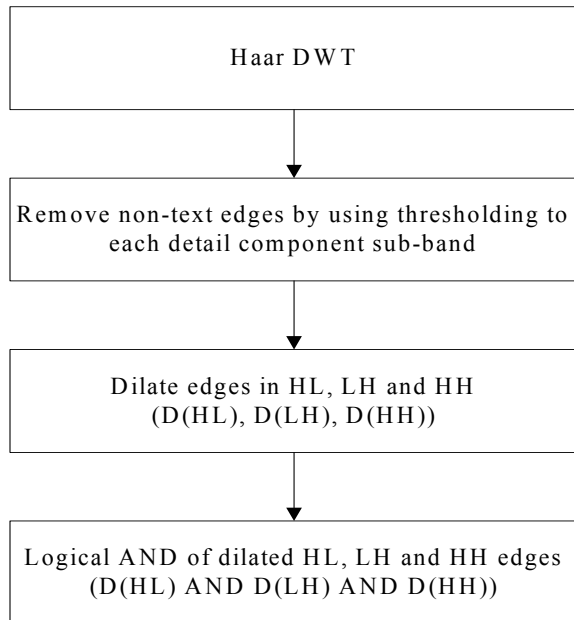 Haar DWT
Remove non-text edges by using thresholding to
each detail component sub-band
Dilate edges in HL, LH and HH
(D(HL), D(LH), D(HH))
Logical AND of dilated HL, LH and HH edges
(D(HL) AND D(LH) AND D(HH))